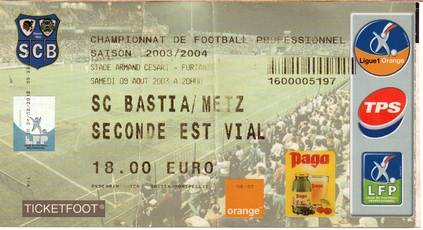 CHAMPIONNAT DE FOOTBALL PROFESSIONNEL
SAISON 2003/2004
STADE ARMAND CESARI - FURIANI
SAMEDI 09 AOUT 2003 A 20H00
1600005197
SC BASTIA/METZ
SECONDE EST VIAL
18.00 EURO
SCB
Ligue1 Orange
TPS
LFP
pago
orange
TICKETFOOT